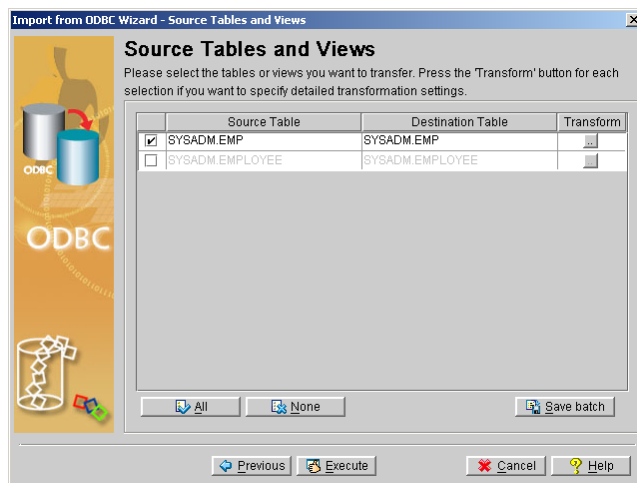 Import from ODBC Wizard - Source Tables and Views
Source Tables and Views
Please select the tables or views you want to transfer. Press the 'Transform' button for each
selection if you want to specify detailed transformation settings.
Source Table Destination Table Transform
SYSADM.EMP SYSADM.EMP ..
SYSADM.EMPLOYEE SYSADM.EMPLOYEE ..
ODBC
ODBC
All None Save batch
Previous Execute Cancel Help